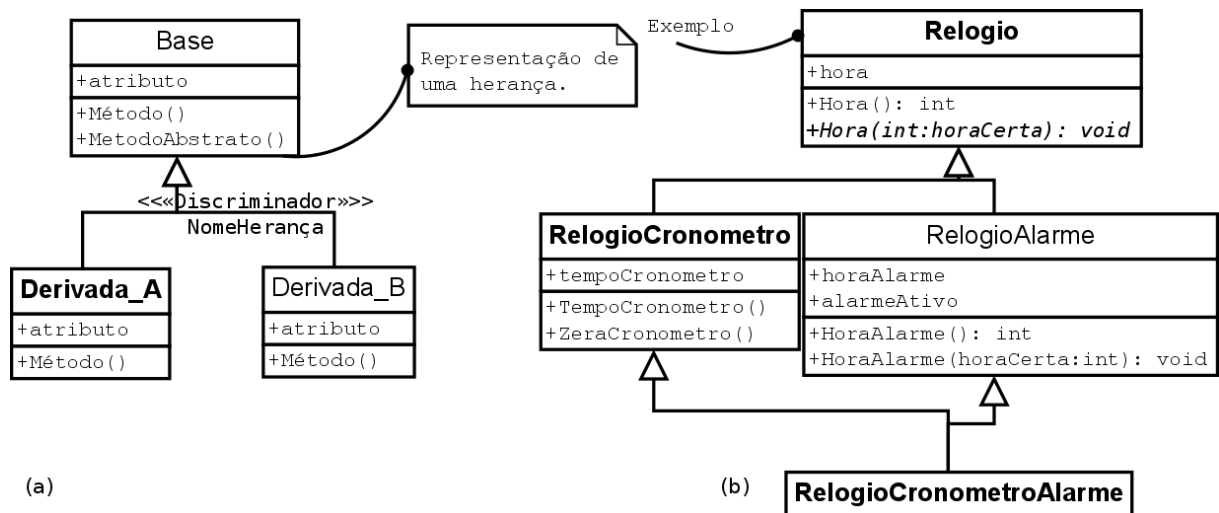 Base
+atributo
+Método()
+MetodoAbstrato()
Representação de
uma herança.
<<«Discriminador»>>
NomeHerança
Derivada_A
+atributo
+Método()
Derivada_B
+atributo
+Método()
(a)
Exemplo
Relogio
+hora
+Hora(): int
+Hora(int:horaCerta): void
RelogioCronometro
+tempoCronometro
+TempoCronometro()
+ZeraCronometro()
RelogioAlarme
+horaAlarme
+alarmeAtivo
+HoraAlarme(): int
+HoraAlarme(horaCerta:int): void
(b)
RelogioCronometroAlarme